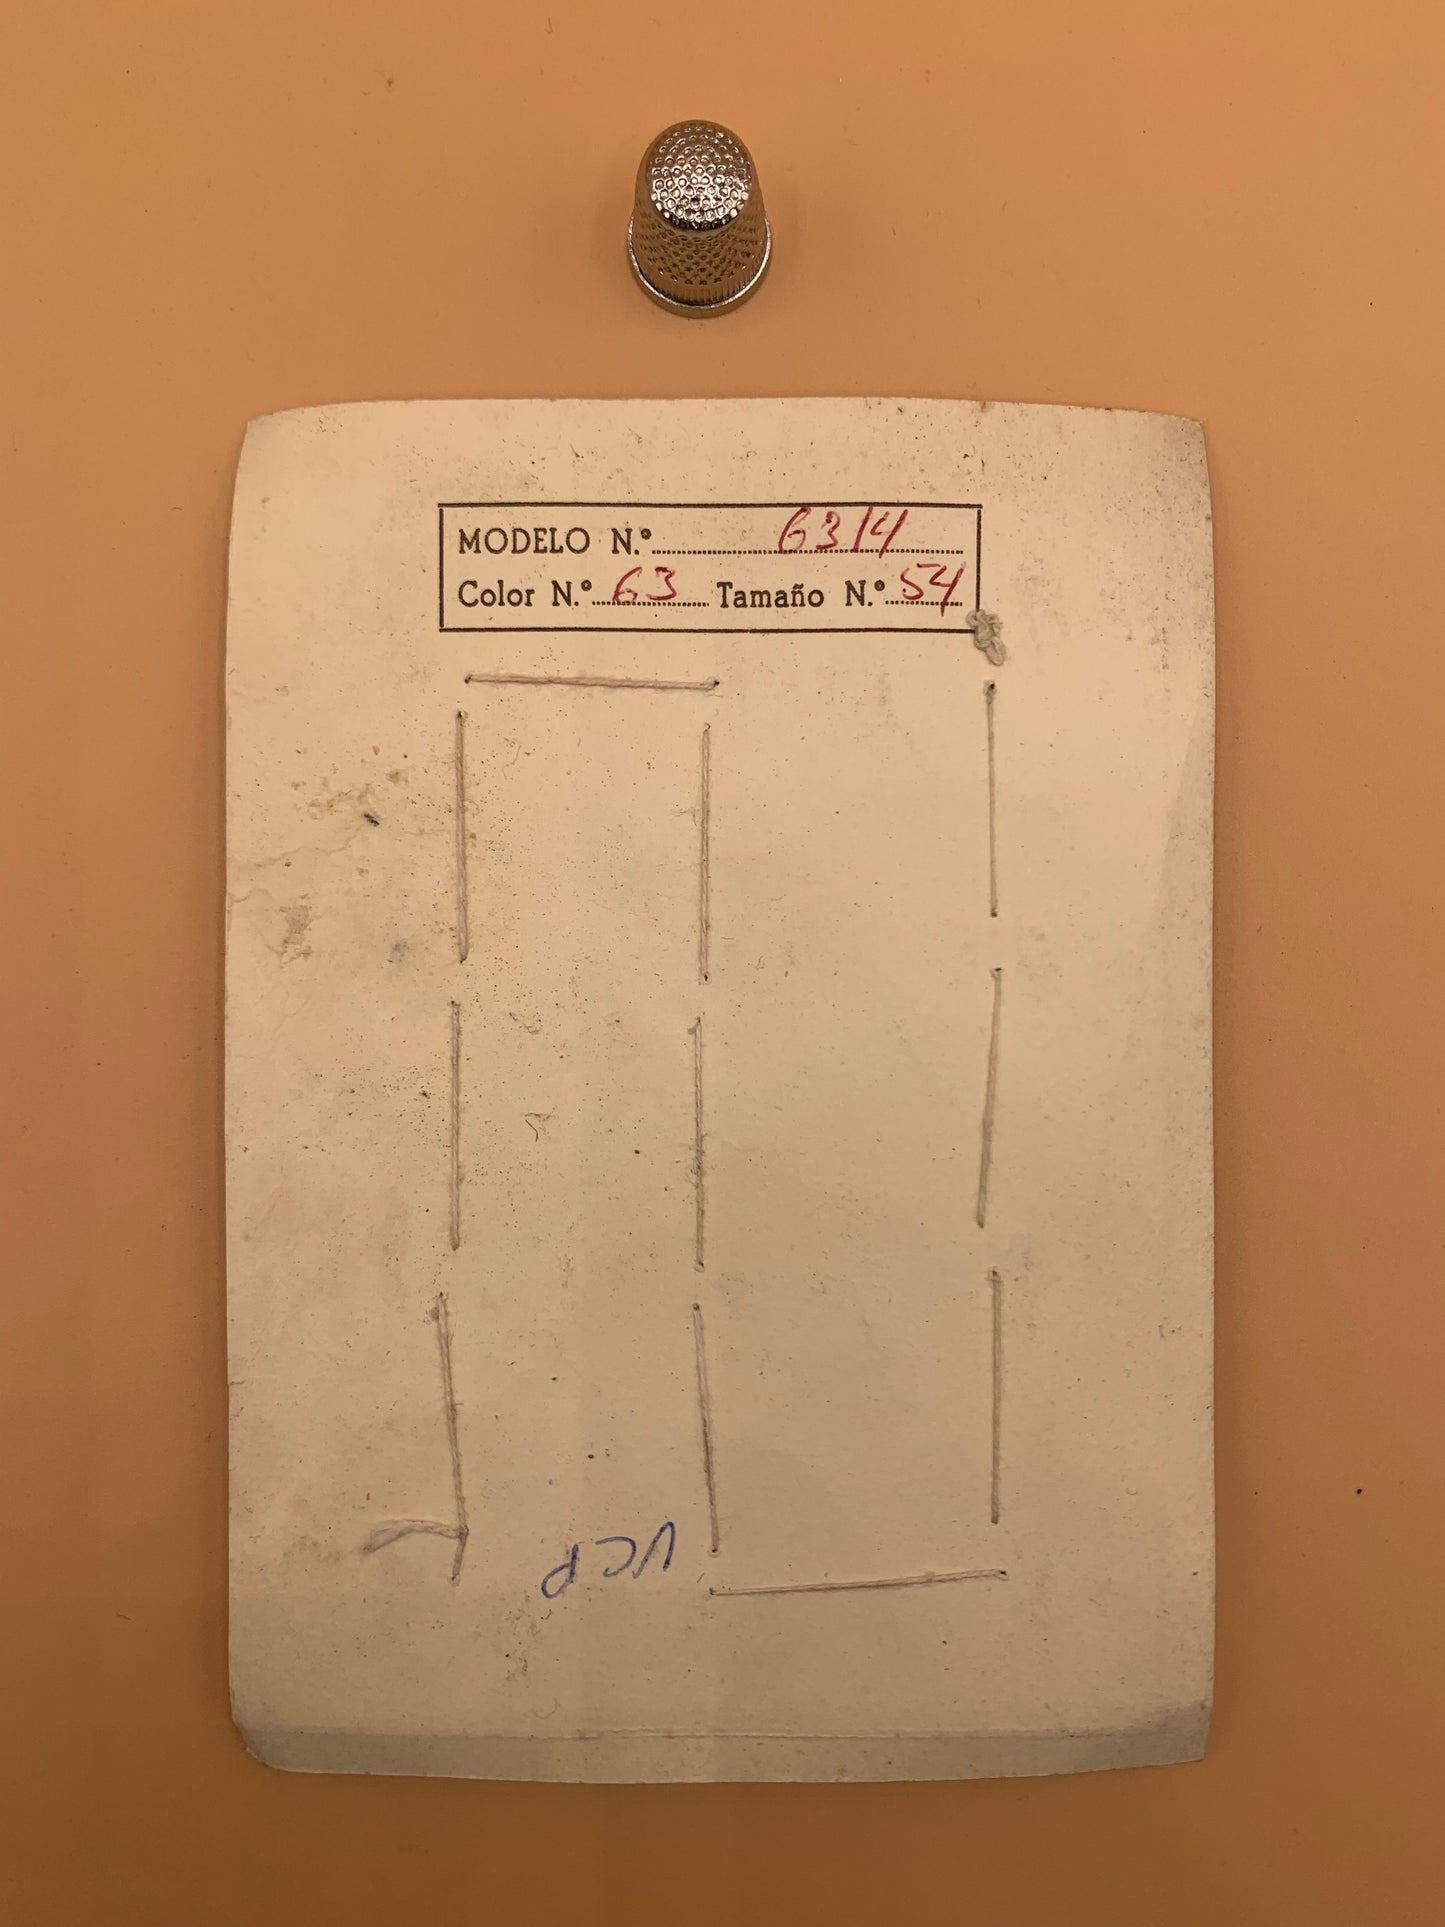 MODELO N.º 6314
Color N.º 63 Tamaño N.º 54
VCP